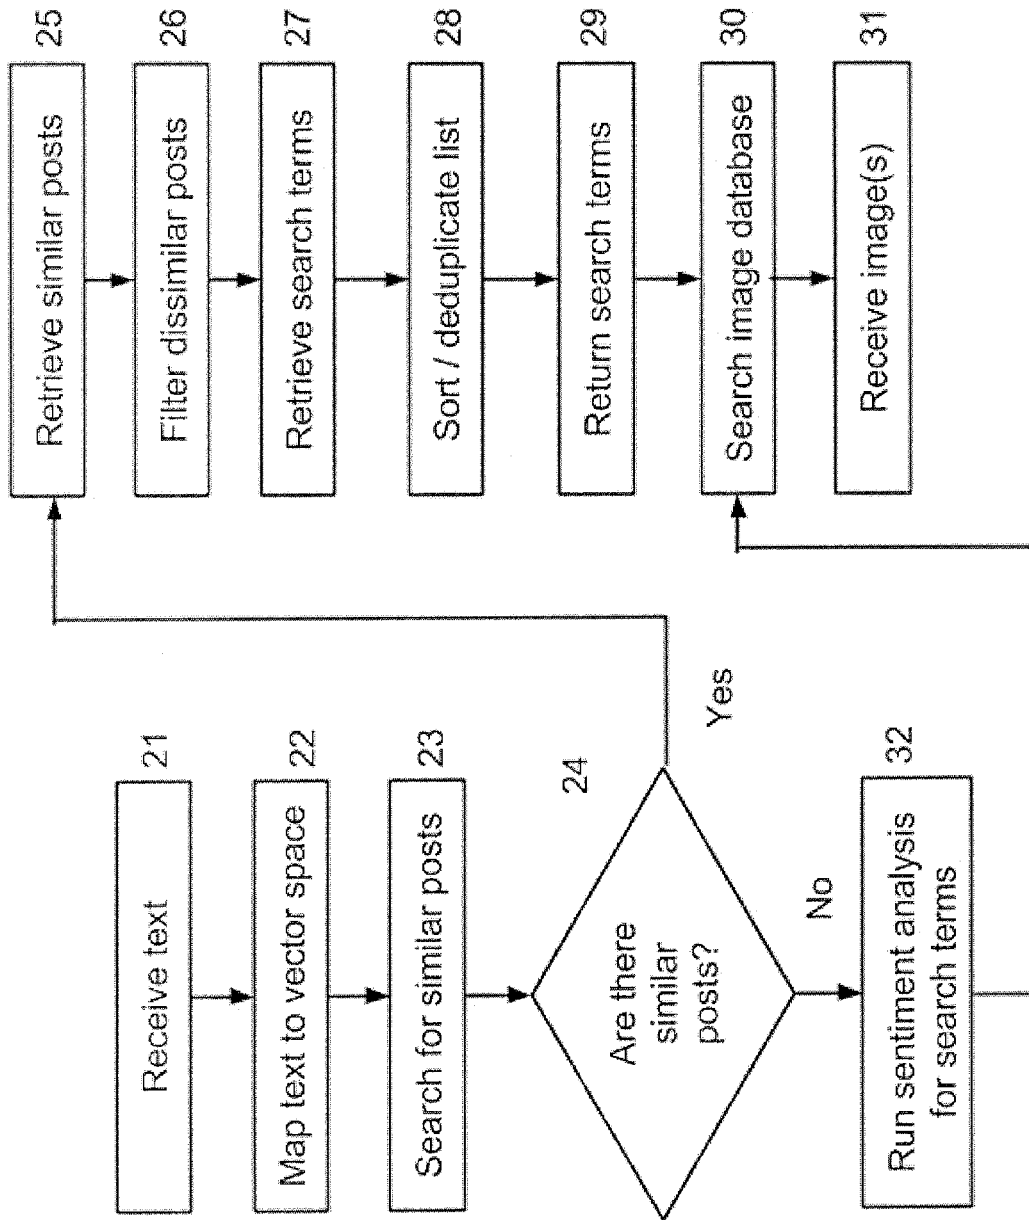 Receive text
21
Map text to vector space
22
Search for similar posts
23
Are there
similar
posts?
24
Yes
No
Run sentiment analysis
for search terms
32
Retrieve similar posts
25
Filter dissimilar posts
26
Retrieve search terms
27
Sort / deduplicate list
28
Return search terms
29
Search image database
30
Receive image(s)
31